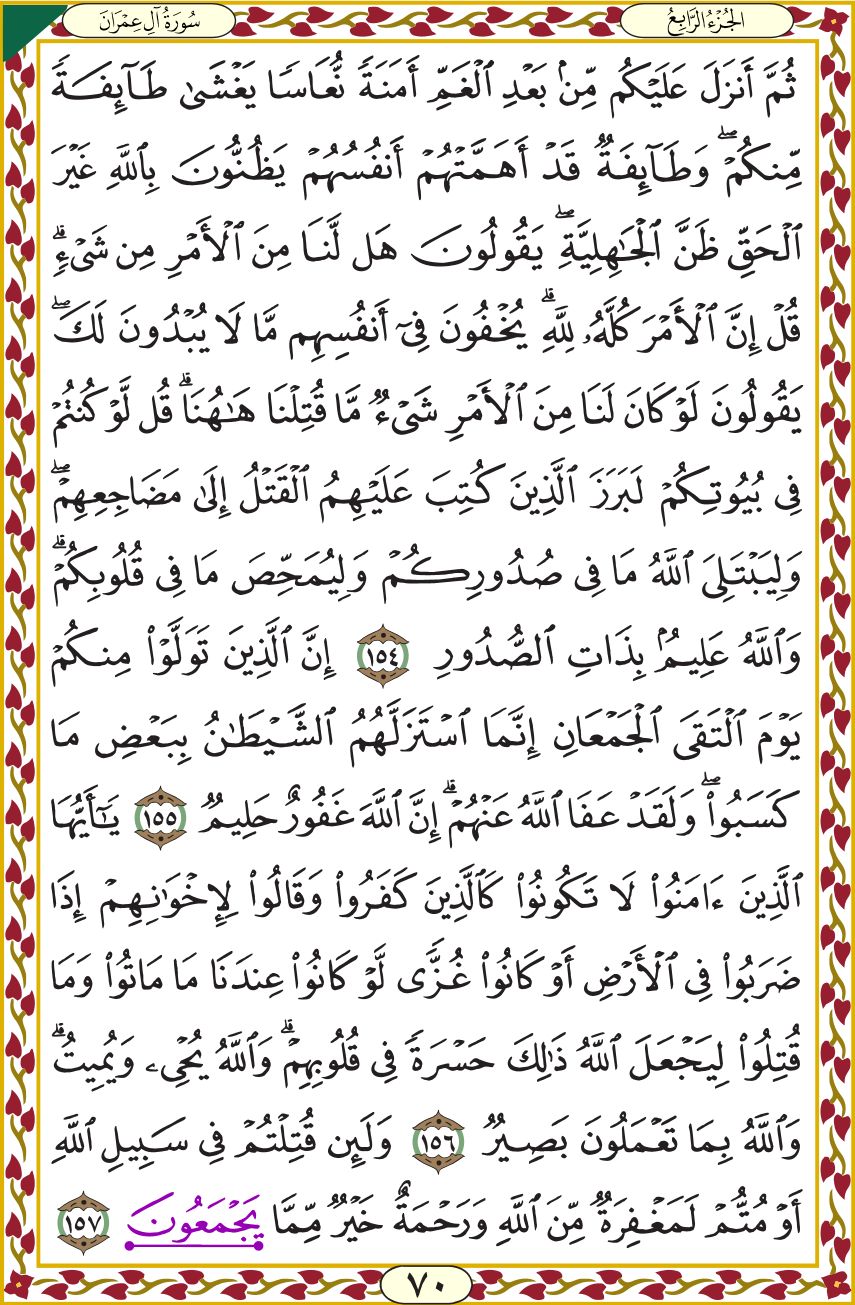 الجُزْءُ الرَّابِعُ
سُورَةُ آلِ عِمْرَانَ
ثُمَّ أَنزَلَ عَلَيْكُم مِّنۢ بَعْدِ ٱلْغَمِّ أَمَنَةً نُّعَاسًا يَغْشَىٰ طَآئِفَةً
مِّنكُمْ ۖ وَطَآئِفَةٌ قَدْ أَهَمَّتْهُمْ أَنفُسُهُمْ يَظُنُّونَ بِٱللَّهِ غَيْرَ
ٱلْحَقِّ ظَنَّ ٱلْجَـٰهِلِيَّةِ ۖ يَقُولُونَ هَل لَّنَا مِنَ ٱلْأَمْرِ مِن شَىْءٍ ۗ
قُلْ إِنَّ ٱلْأَمْرَ كُلَّهُۥ لِلَّهِ ۗ يُخْفُونَ فِىٓ أَنفُسِهِم مَّا لَا يُبْدُونَ لَكَ ۖ
يَقُولُونَ لَوْ كَانَ لَنَا مِنَ ٱلْأَمْرِ شَىْءٌ مَّا قُتِلْنَا هَـٰهُنَا ۗ قُل لَّوْ كُنتُمْ
فِى بُيُوتِكُمْ لَبَرَزَ ٱلَّذِينَ كُتِبَ عَلَيْهِمُ ٱلْقَتْلُ إِلَىٰ مَضَاجِعِهِمْ ۖ
وَلِيَبْتَلِىَ ٱللَّهُ مَا فِى صُدُورِكُمْ وَلِيُمَحِّصَ مَا فِى قُلُوبِكُمْ ۗ
وَٱللَّهُ عَلِيمٌۢ بِذَاتِ ٱلصُّدُورِ ١٥٤ إِنَّ ٱلَّذِينَ تَوَلَّوْا۟ مِنكُمْ
يَوْمَ ٱلْتَقَى ٱلْجَمْعَانِ إِنَّمَا ٱسْتَزَلَّهُمُ ٱلشَّيْطَـٰنُ بِبَعْضِ مَا
كَسَبُوا۟ ۖ وَلَقَدْ عَفَا ٱللَّهُ عَنْهُمْ ۗ إِنَّ ٱللَّهَ غَفُورٌ حَلِيمٌ ١٥٥ يَـٰٓأَيُّهَا
ٱلَّذِينَ ءَامَنُوا۟ لَا تَكُونُوا۟ كَٱلَّذِينَ كَفَرُوا۟ وَقَالُوا۟ لِإِخْوَٰنِهِمْ إِذَا
ضَرَبُوا۟ فِى ٱلْأَرْضِ أَوْ كَانُوا۟ غُزًّى لَّوْ كَانُوا۟ عِندَنَا مَا مَاتُوا۟ وَمَا
قُتِلُوا۟ لِيَجْعَلَ ٱللَّهُ ذَٰلِكَ حَسْرَةً فِى قُلُوبِهِمْ ۗ وَٱللَّهُ يُحْىِۦ وَيُمِيتُ ۗ
وَٱللَّهُ بِمَا تَعْمَلُونَ بَصِيرٌ ١٥٦ وَلَئِن قُتِلْتُمْ فِى سَبِيلِ ٱللَّهِ
أَوْ مُتُّمْ لَمَغْفِرَةٌ مِّنَ ٱللَّهِ وَرَحْمَةٌ خَيْرٌ مِّمَّا يَجْمَعُونَ ١٥٧
٧٠